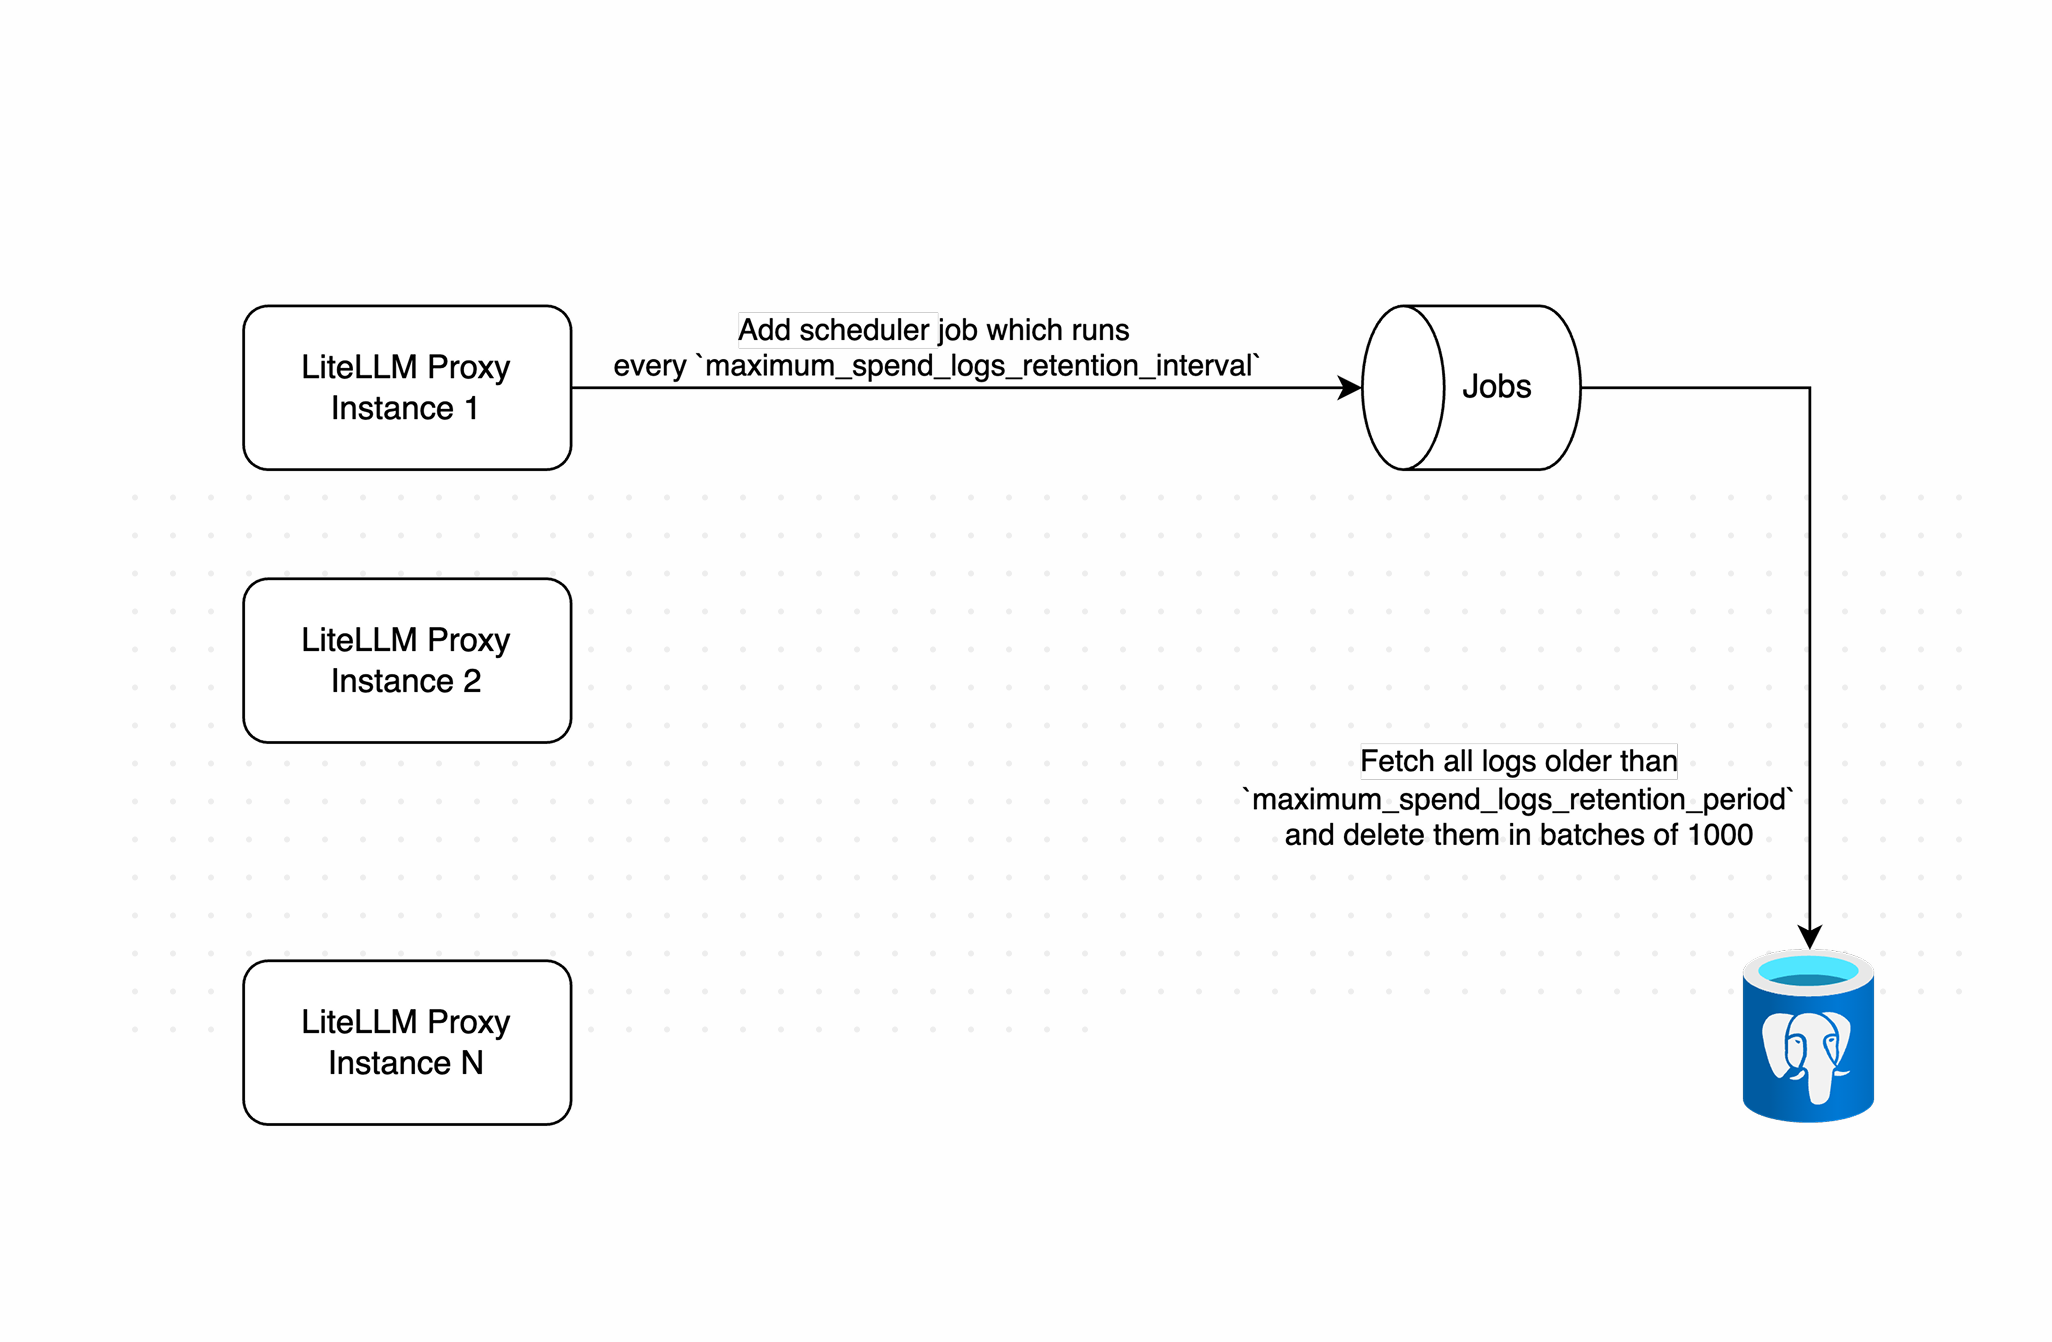 LiteLLM Proxy
Instance 1
Add scheduler job which runs
every `maximum_spend_logs_retention_interval`
Jobs
LiteLLM Proxy
Instance 2
Fetch all logs older than
`maximum_spend_logs_retention_period`
and delete them in batches of 1000
LiteLLM Proxy
Instance N